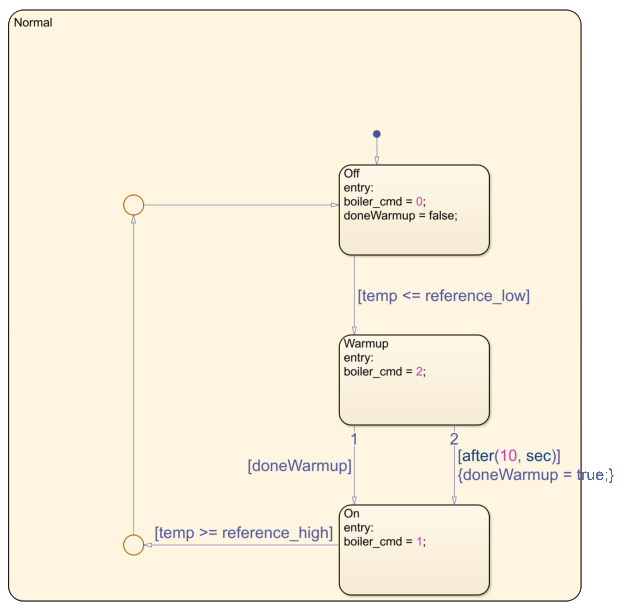 Normal
Off
entry:
boiler_cmd = 0;
doneWarmup = false;
[temp <= reference_low]
Warmup
entry:
boiler_cmd = 2;
1
2
[doneWarmup]
[after(10, sec)]
{doneWarmup = true;}
On
entry:
boiler_cmd = 1;
[temp >= reference_high]